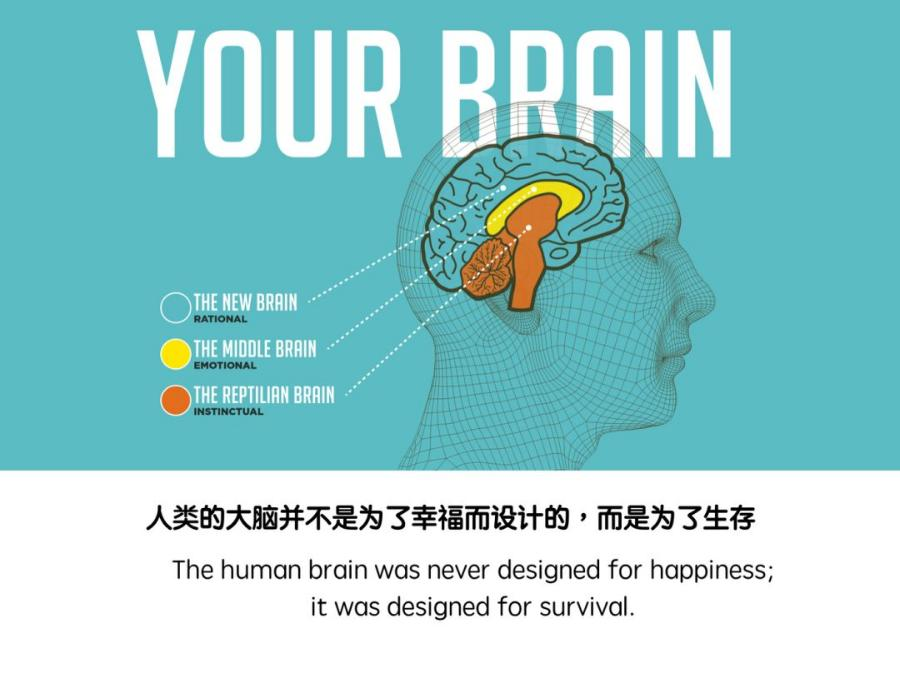 YOUR BRAIN
THE NEW BRAIN
RATIONAL
THE MIDDLE BRAIN
EMOTIONAL
THE REPTILIAN BRAIN
INSTINCTUAL
人类的大脑并不是为了幸福而设计的，而是为了生存
The human brain was never designed for happiness;
it was designed for survival.